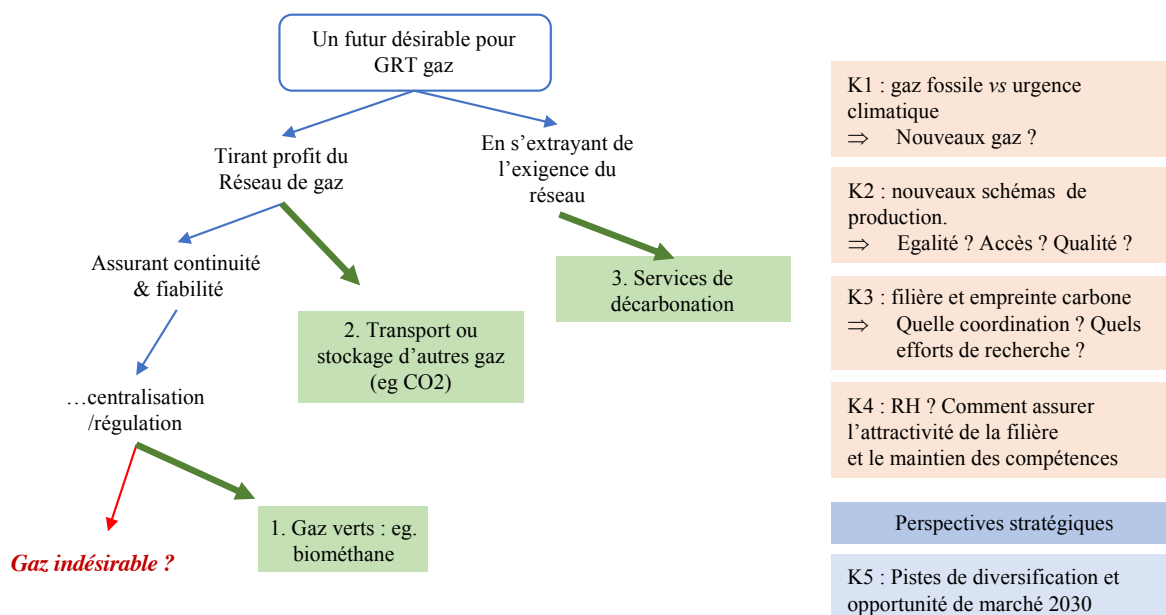 Un futur désirable pour
GRT gaz
Tirant profit du
Réseau de gaz
En s’extrayant de
l’exigence du
réseau
Assurant continuité
& fiabilité
3. Services de
décarbonation
2. Transport ou
stockage d’autres gaz
(eg CO2)
…centralisation
/régulation
1. Gaz verts : eg.
biométhane
Gaz indésirable ?
K1 : gaz fossile vs urgence
climatique
⇒ Nouveaux gaz ?
K2 : nouveaux schémas de
production.
⇒ Egalité ? Accès ? Qualité ?
K3 : filière et empreinte carbone
⇒ Quelle coordination ? Quels
efforts de recherche ?
K4 : RH ? Comment assurer
l’attractivité de la filière
et le maintien des compétences
Perspectives stratégiques
K5 : Pistes de diversification et
opportunité de marché 2030